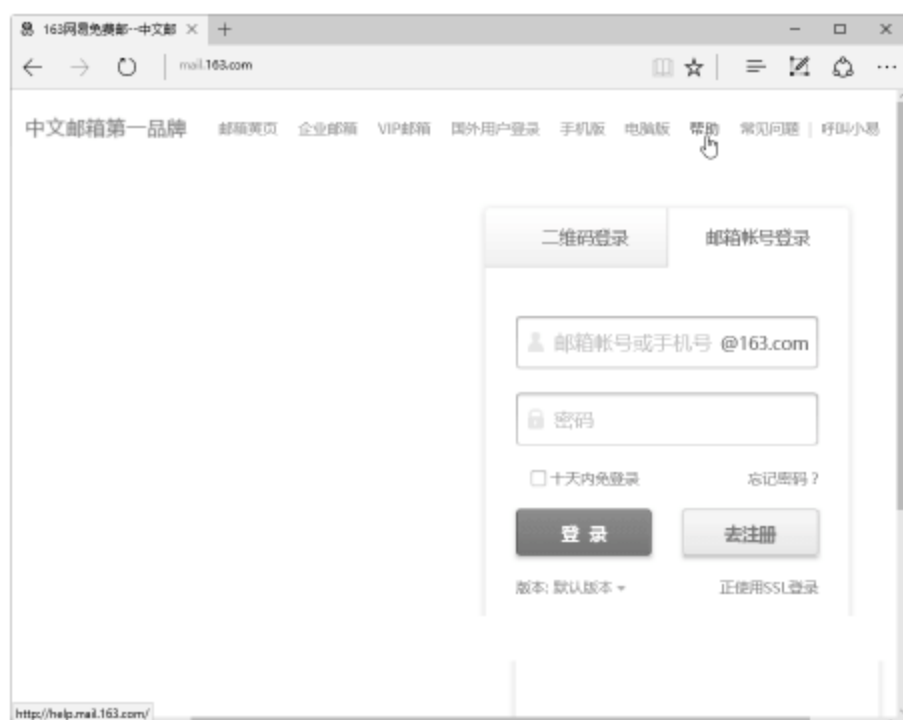 163网易免费邮--中文邮
mail.163.com
中文邮箱第一品牌 邮箱黄页 企业邮箱 VIP邮箱 国外用户登录 手机版 电脑版 帮助 常见问题 | 呼叫小易
二维码登录 邮箱帐号登录
邮箱帐号或手机号 @163.com
密码
十天内免登录 忘记密码?
登 录 去注册
版本: 默认版本 正使用SSL登录
http://help.mail.163.com/